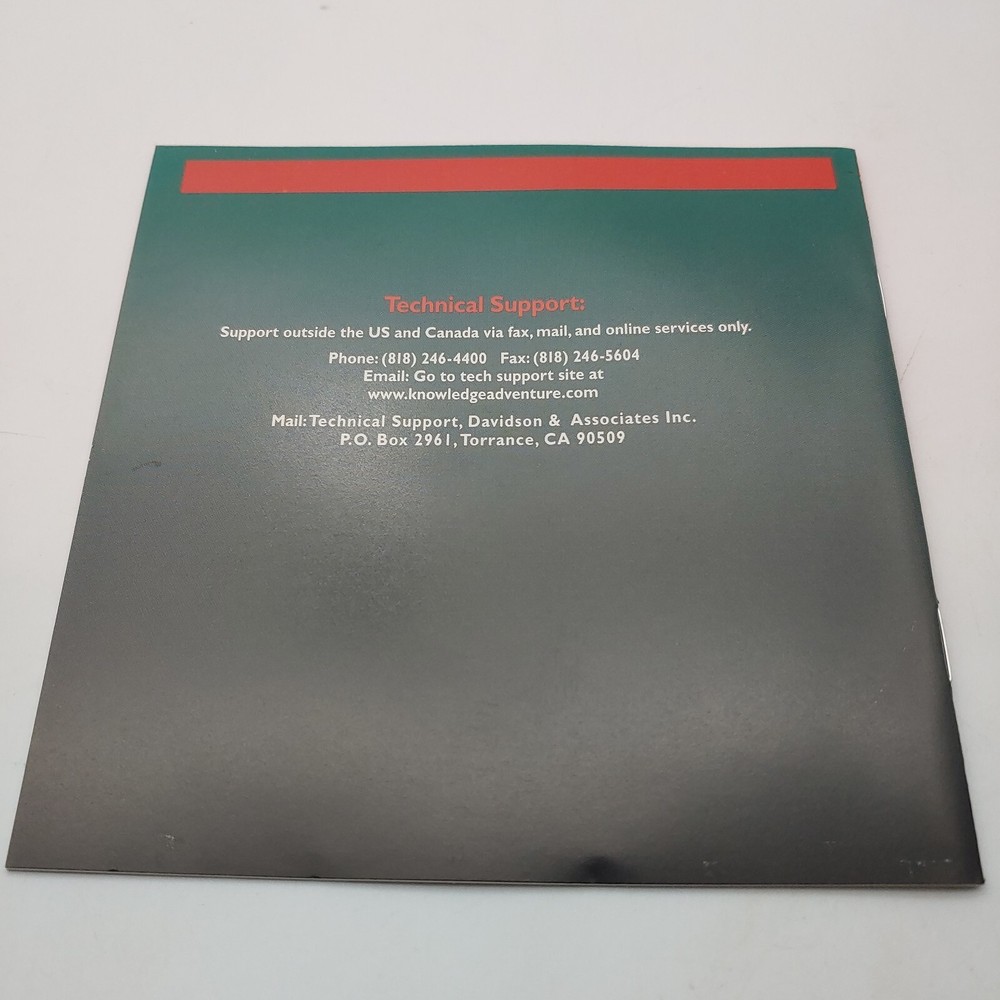 Technical Support:
Support outside the US and Canada via fax, mail, and online services only.
Phone: (818) 246-4400 Fax: (818) 246-5604
Email: Go to tech support site at
www.knowledgeadventure.com
Mail: Technical Support, Davidson & Associates Inc.
P.O. Box 2961, Torrance, CA 90509